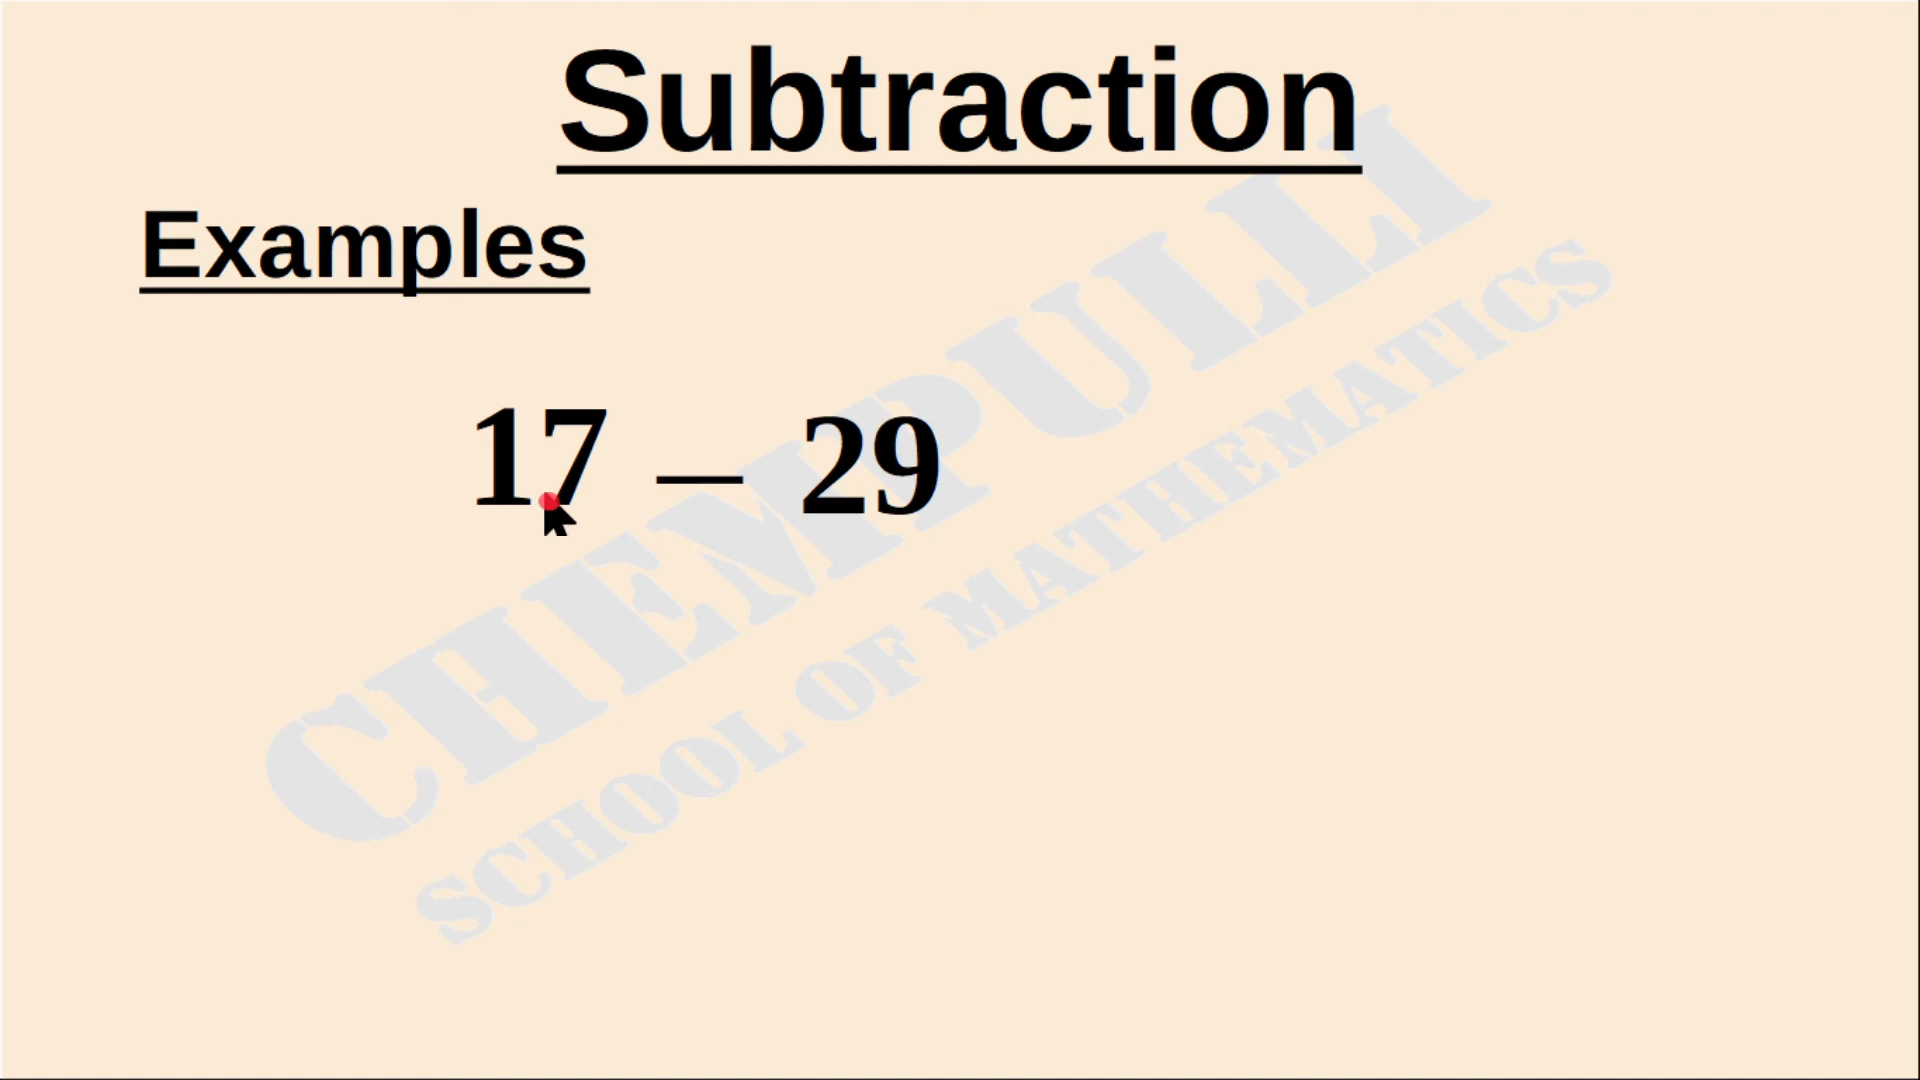 Subtraction
Examples
17 – 29
CHEMPULLI
SCHOOL OF MATHEMATICS